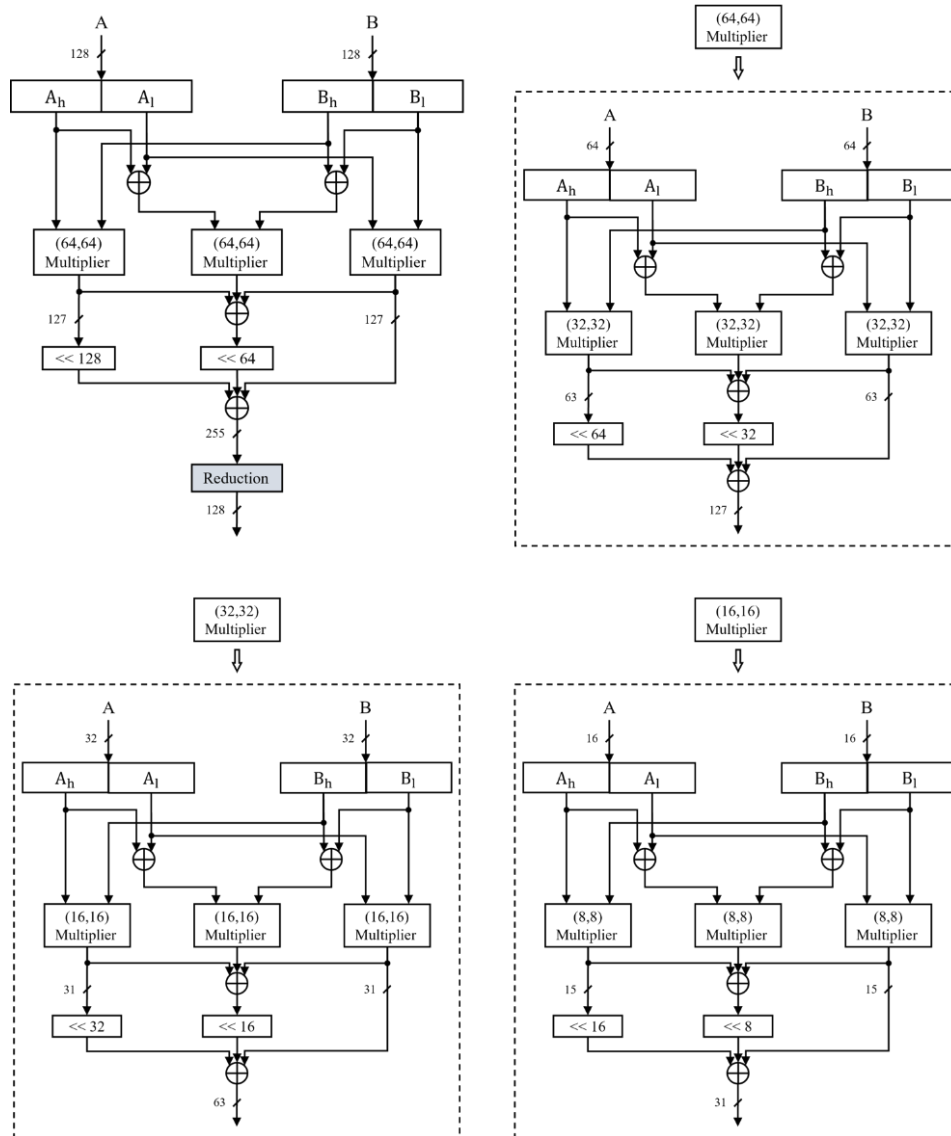 A
B
128
128
A_h
A_l
B_h
B_l
(64,64)
Multiplier
(64,64)
Multiplier
(64,64)
Multiplier
127
127
<< 128
<< 64
255
Reduction
128
(64,64)
Multiplier
A
B
64
64
A_h
A_l
B_h
B_l
(32,32)
Multiplier
(32,32)
Multiplier
(32,32)
Multiplier
63
63
<< 64
<< 32
127
(32,32)
Multiplier
A
B
32
32
A_h
A_l
B_h
B_l
(16,16)
Multiplier
(16,16)
Multiplier
(16,16)
Multiplier
31
31
<< 32
<< 16
63
(16,16)
Multiplier
A
B
16
16
A_h
A_l
B_h
B_l
(8,8)
Multiplier
(8,8)
Multiplier
(8,8)
Multiplier
15
15
<< 16
<< 8
31